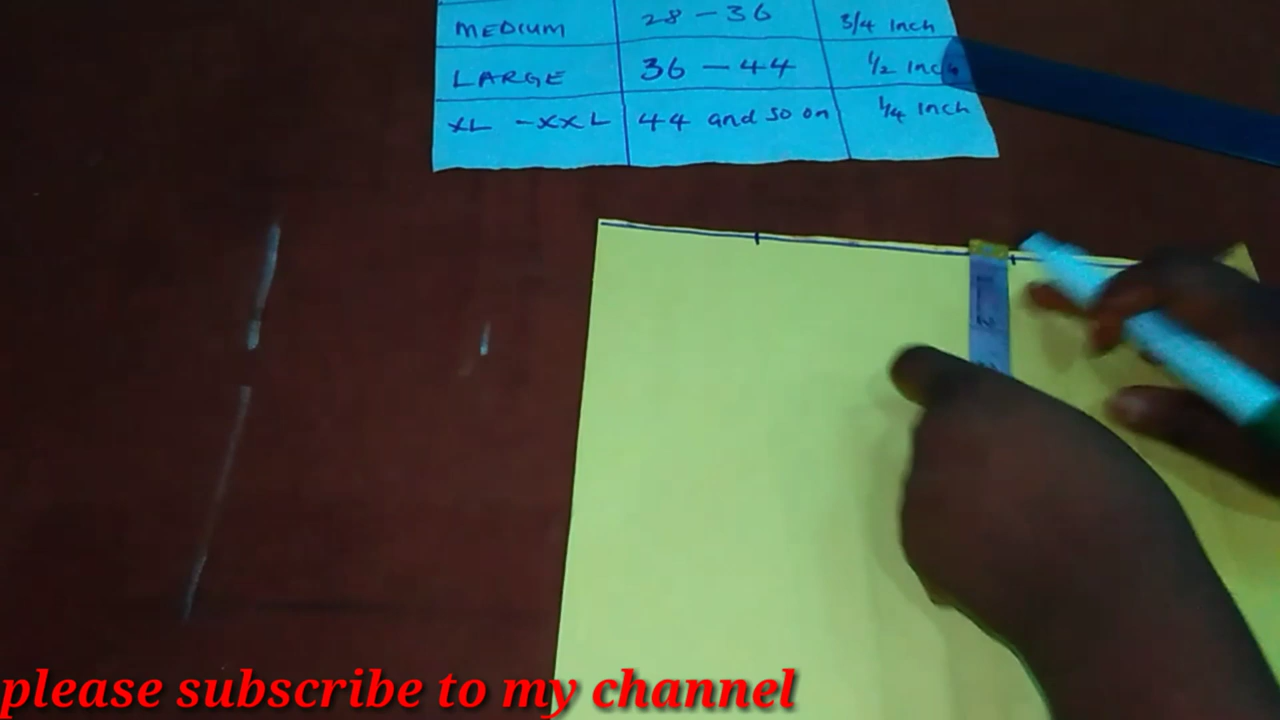 MEDIUM 28 - 36 3/4 Inch
LARGE 36 - 44 1/2 Inch
XL - XXL 44 and so on 1/4 Inch
please subscribe to my channel